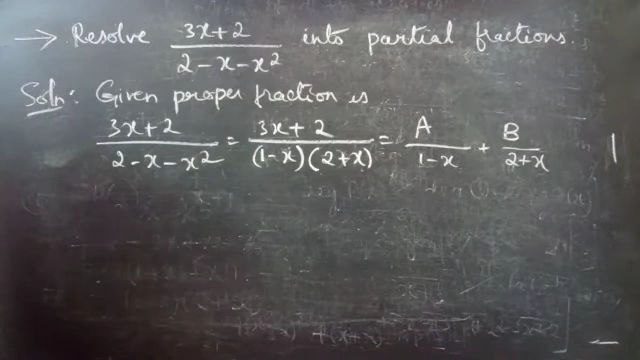 → Resolve (3x+2)/(2-x-x²) into partial fractions.
Soln: Given proper fraction is
(3x+2)/(2-x-x²) = (3x+2)/((1-x)(2+x)) = A/(1-x) + B/(2+x)